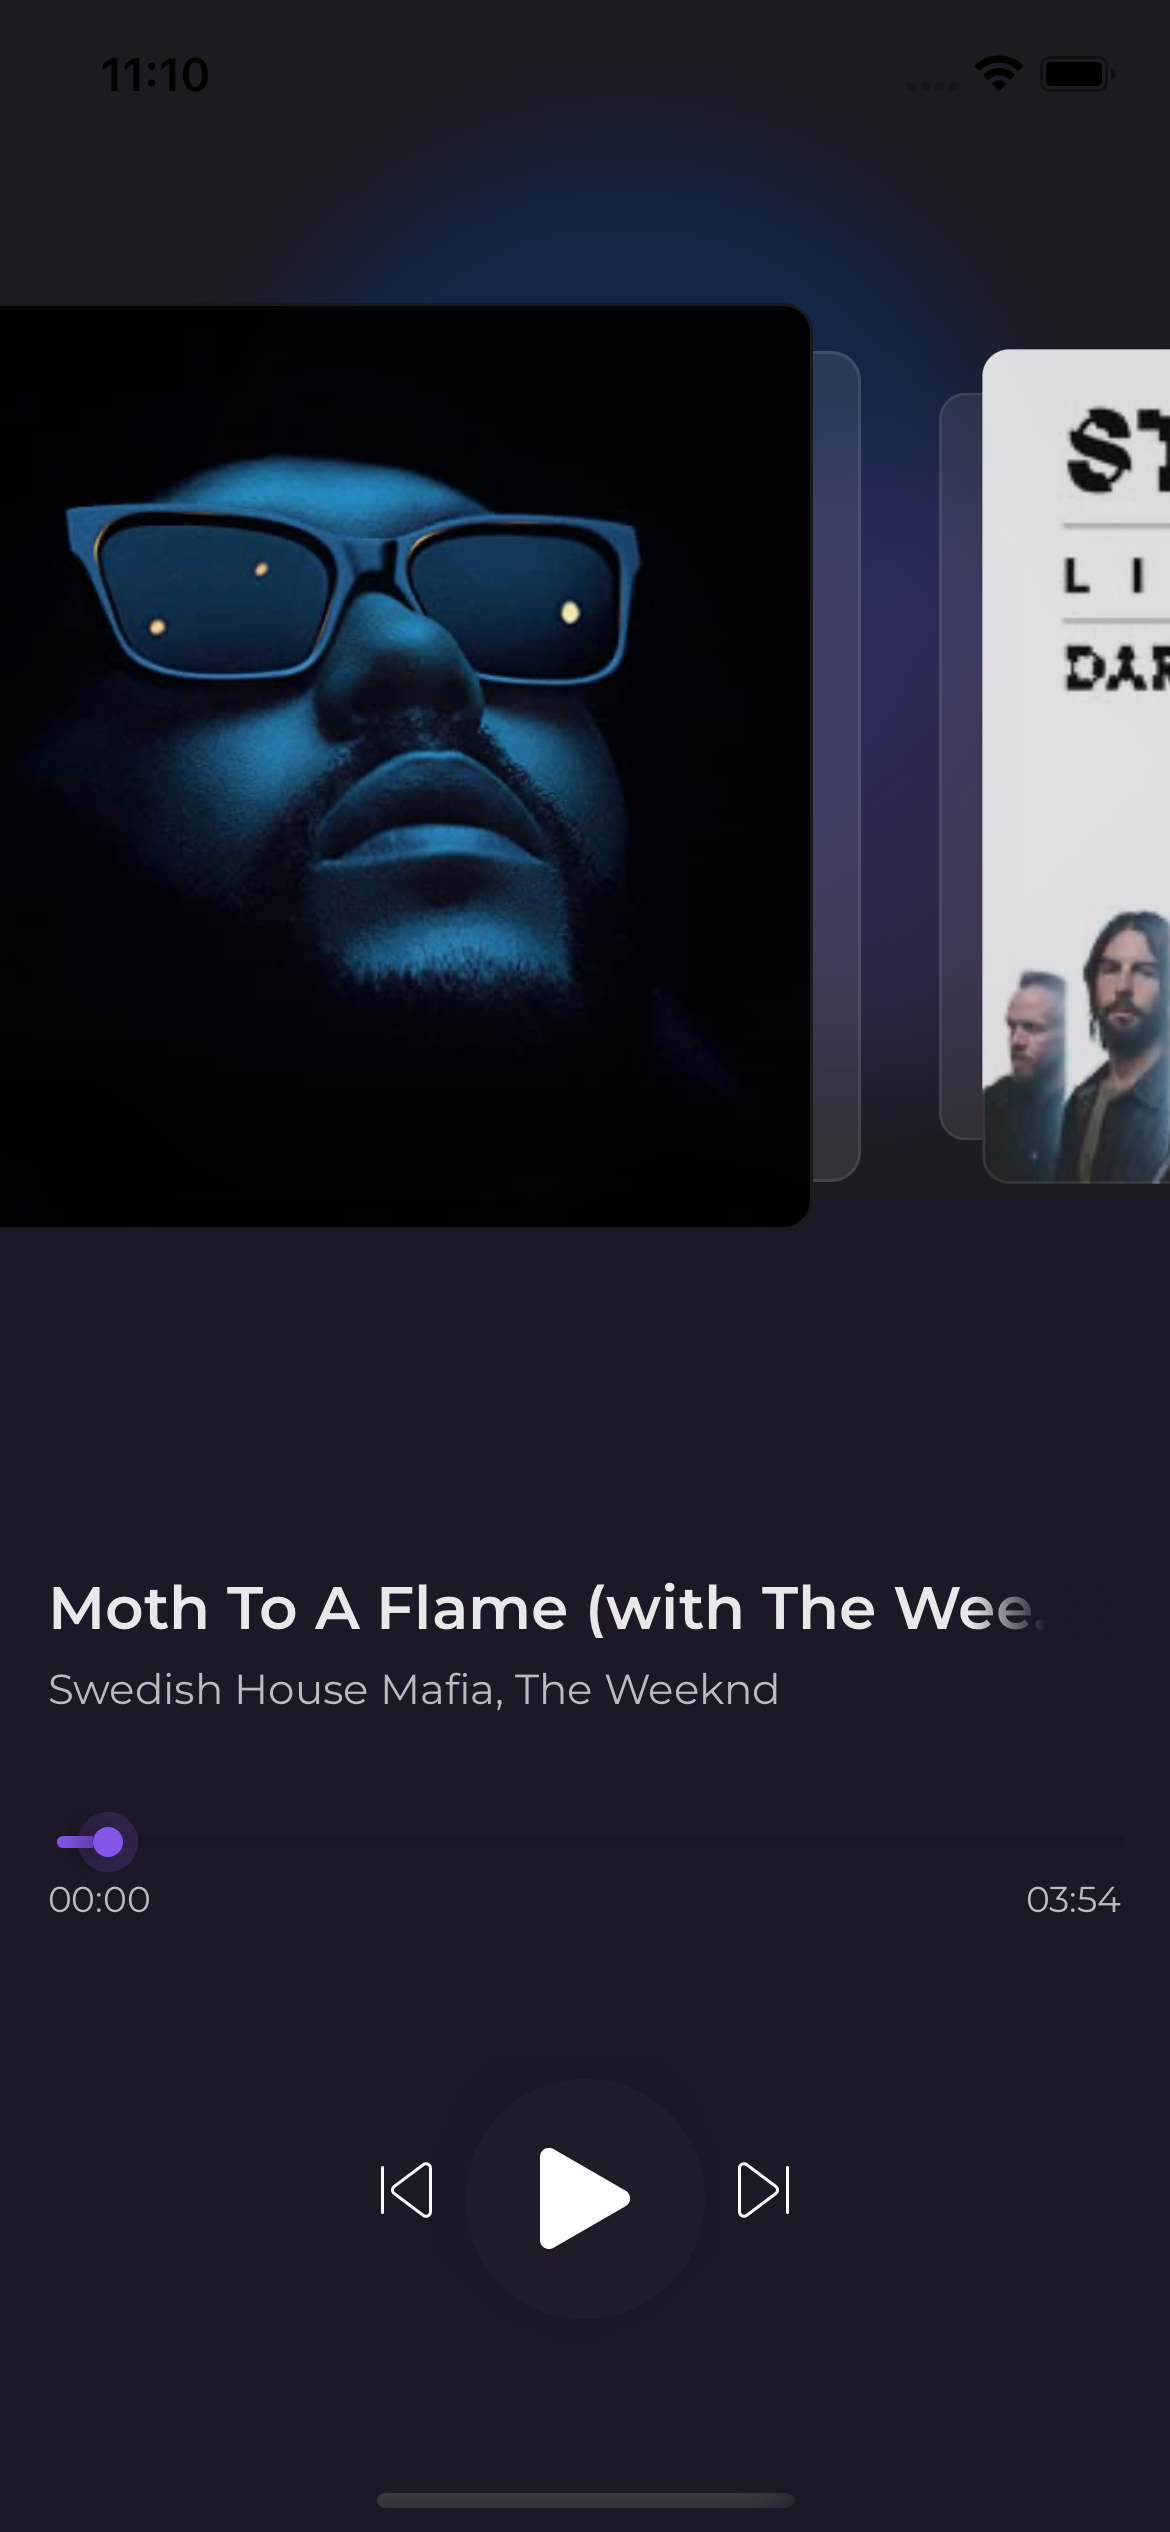 11:10
ST
LI
DAR
Moth To A Flame (with The Wee.
Swedish House Mafia, The Weeknd
00:00
03:54